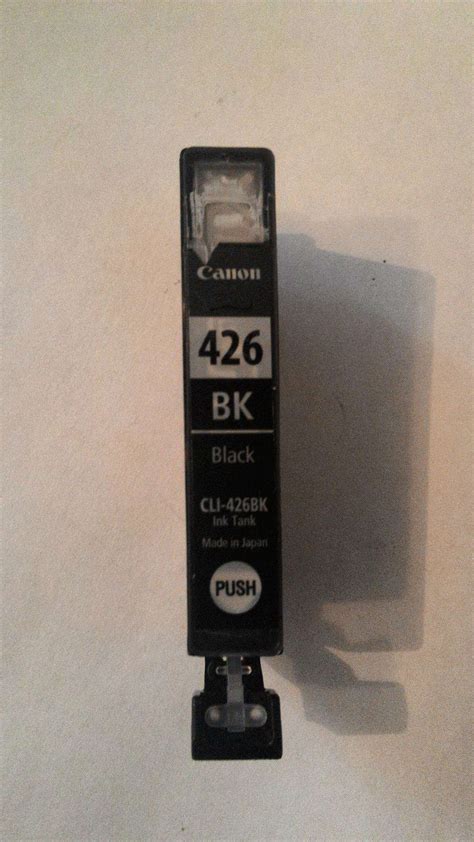 Canon
426
BK
Black
CLI-426BK
Ink Tank
Made in Japan
PUSH